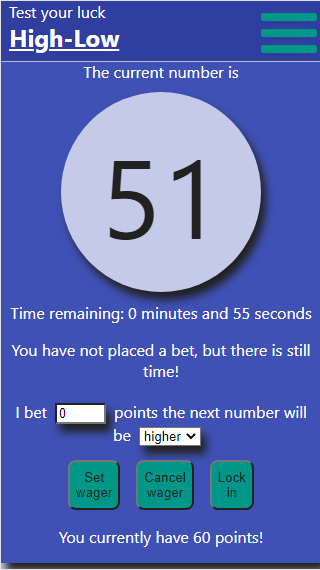 Test your luck
High-Low
The current number is
51
Time remaining: 0 minutes and 55 seconds
You have not placed a bet, but there is still
time!
I bet 0 points the next number will
be higher
Set
wager
Cancel
wager
Lock
in
You currently have 60 points!